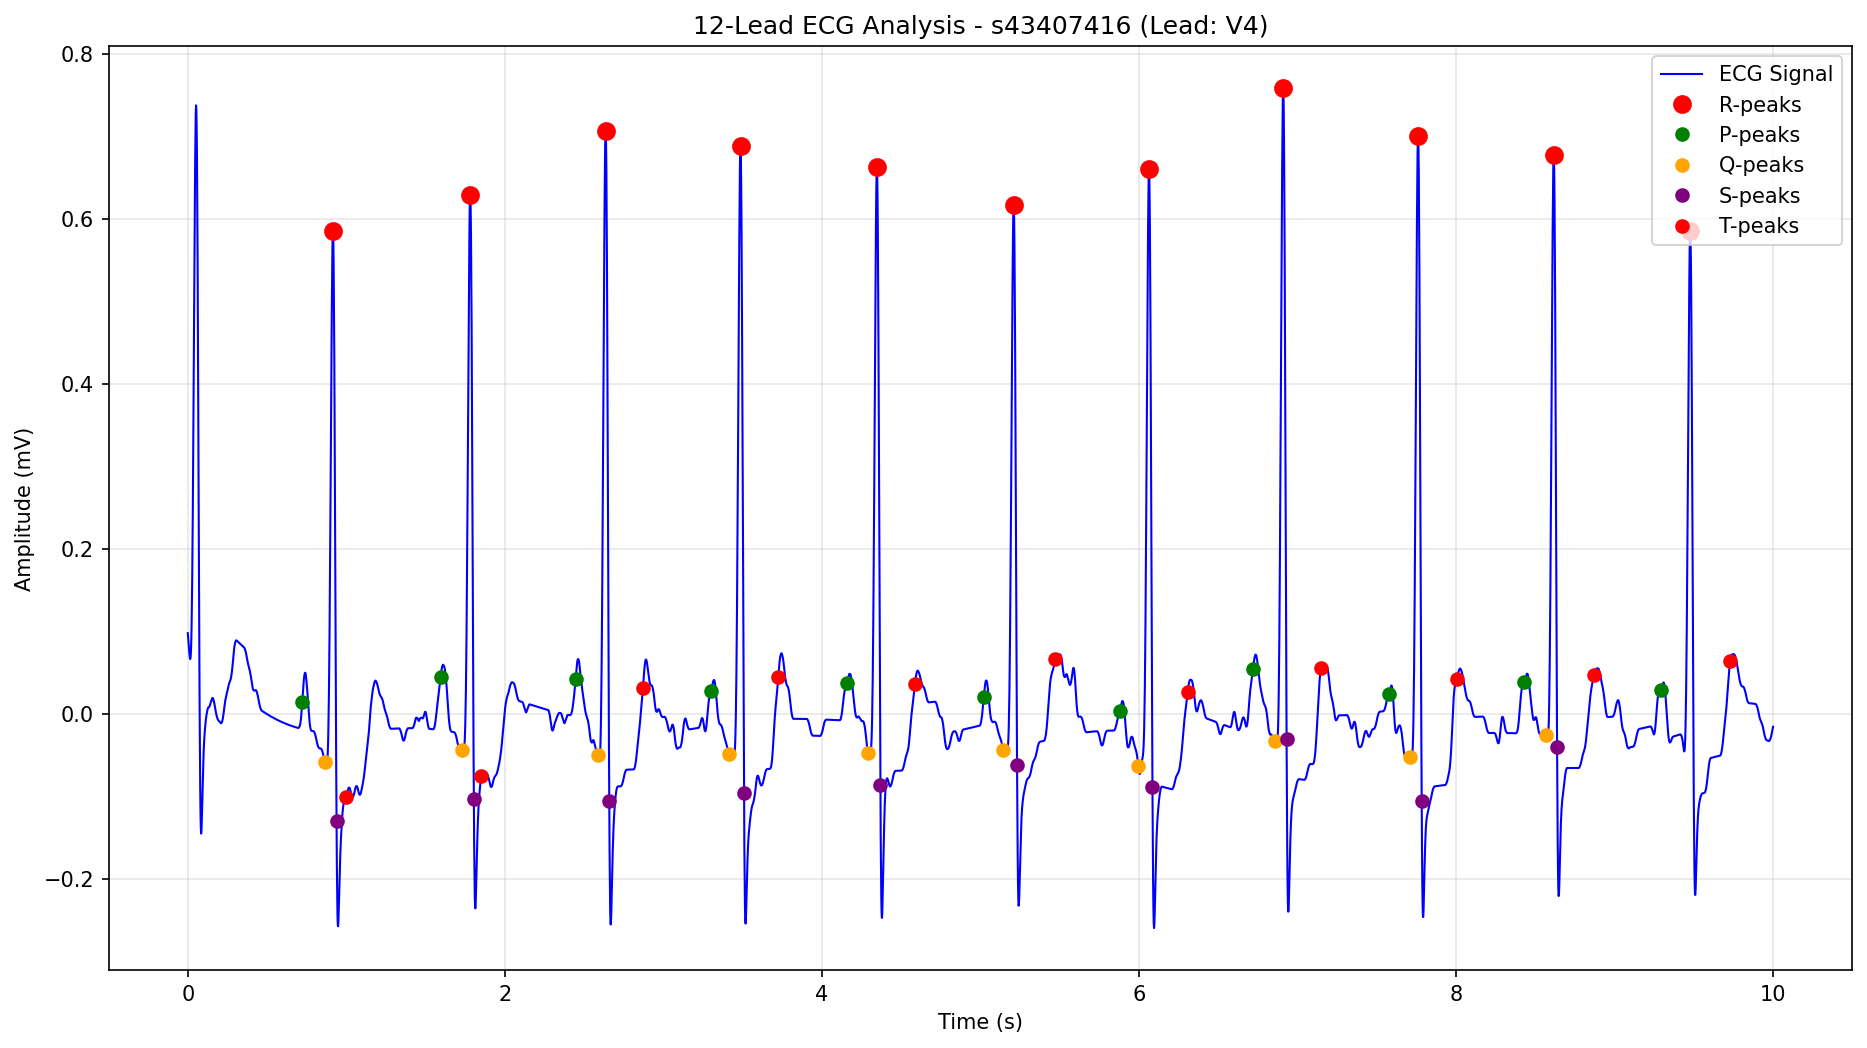 12-Lead ECG Analysis - s43407416 (Lead: V4)
ECG Signal
R-peaks
P-peaks
Q-peaks
S-peaks
T-peaks
Amplitude (mV)
0.8
0.6
0.4
0.2
0.0
−0.2
0 2 4 6 8 10
Time (s)